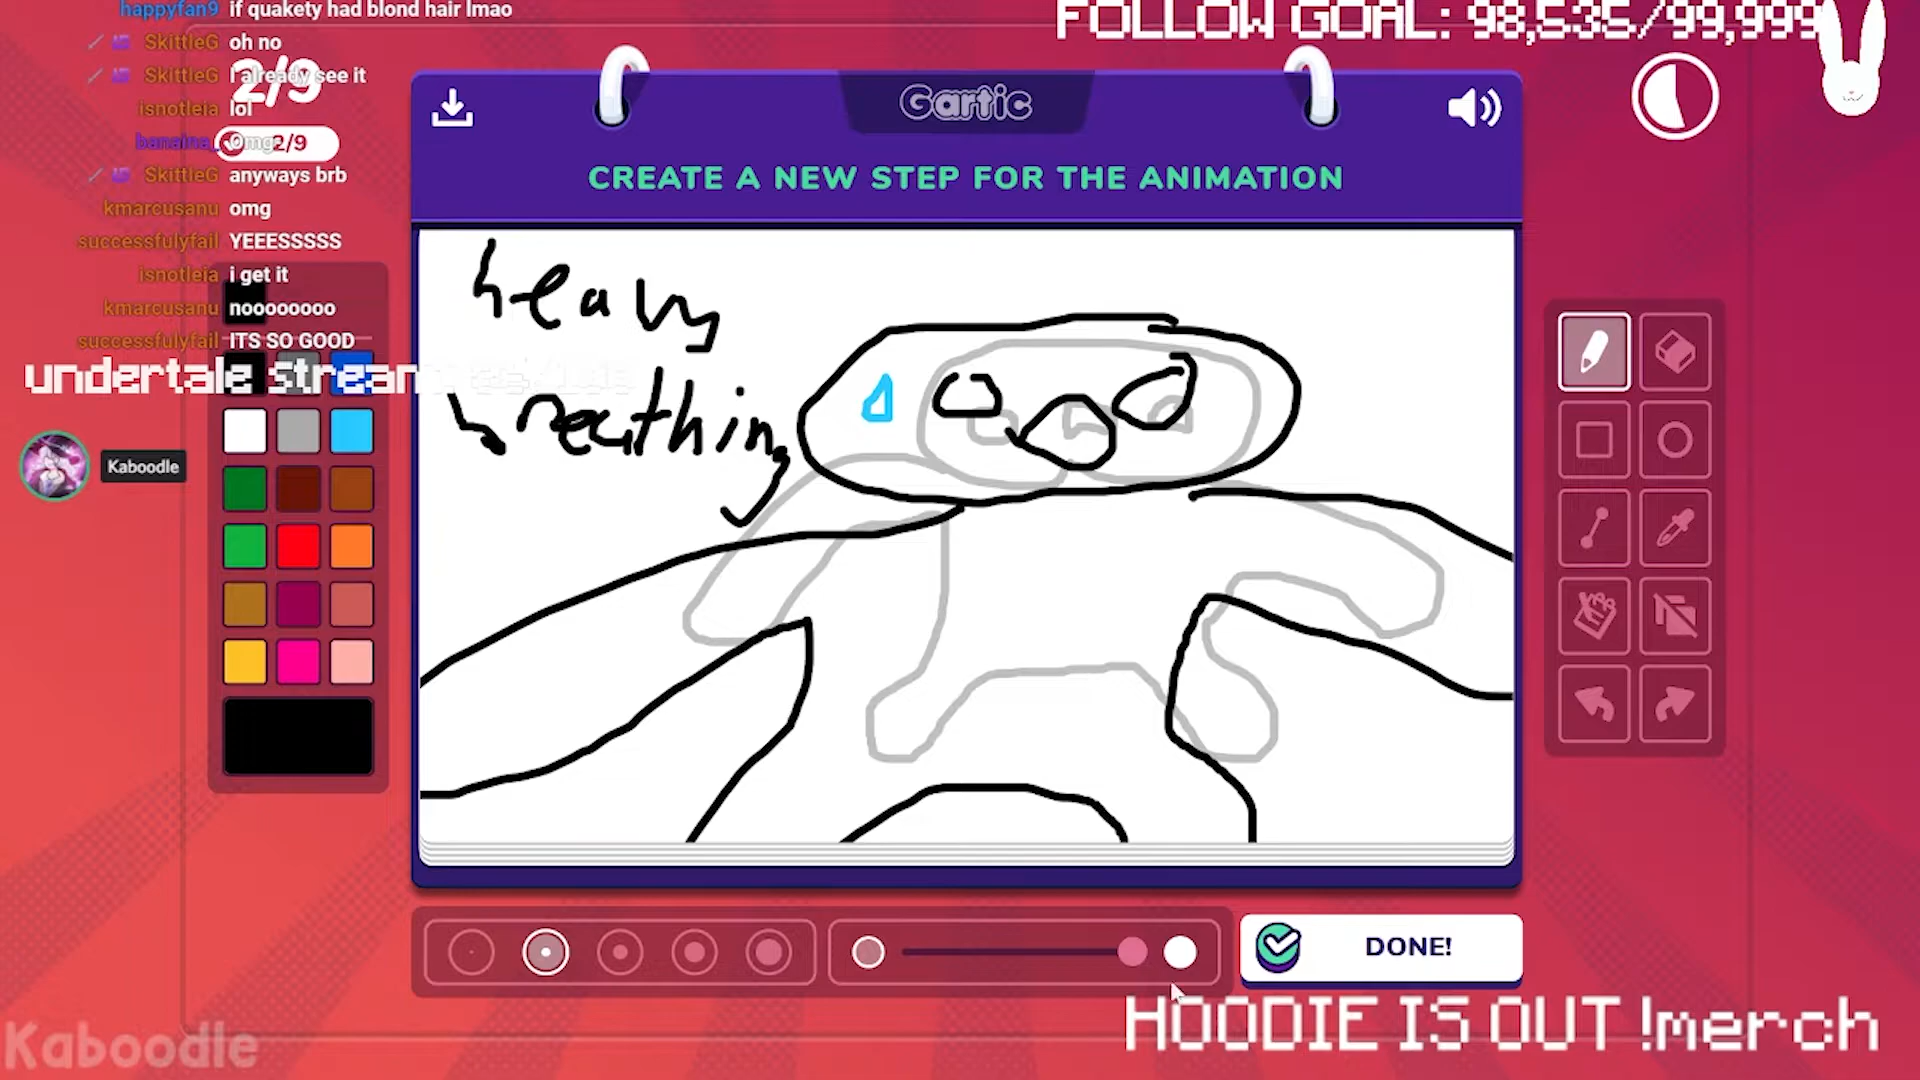 happyfan9 if quakety had blond hair lmao
FOLLOW GOAL: 98,535/99,999
SkittleG oh no
SkittleG I already see it
2/9
isnotleia lol
banaina_ Omg
2/9
SkittleG anyways brb
kmarcusanu omg
successfulyfail YEEESSSSS
isnotleia i get it
kmarcusanu noooooooo
successfulyfail ITS SO GOOD
undertale stream
Kaboodle
Gartic
CREATE A NEW STEP FOR THE ANIMATION
heavy
breathing
DONE!
HOODIE IS OUT !merch
Kaboodle